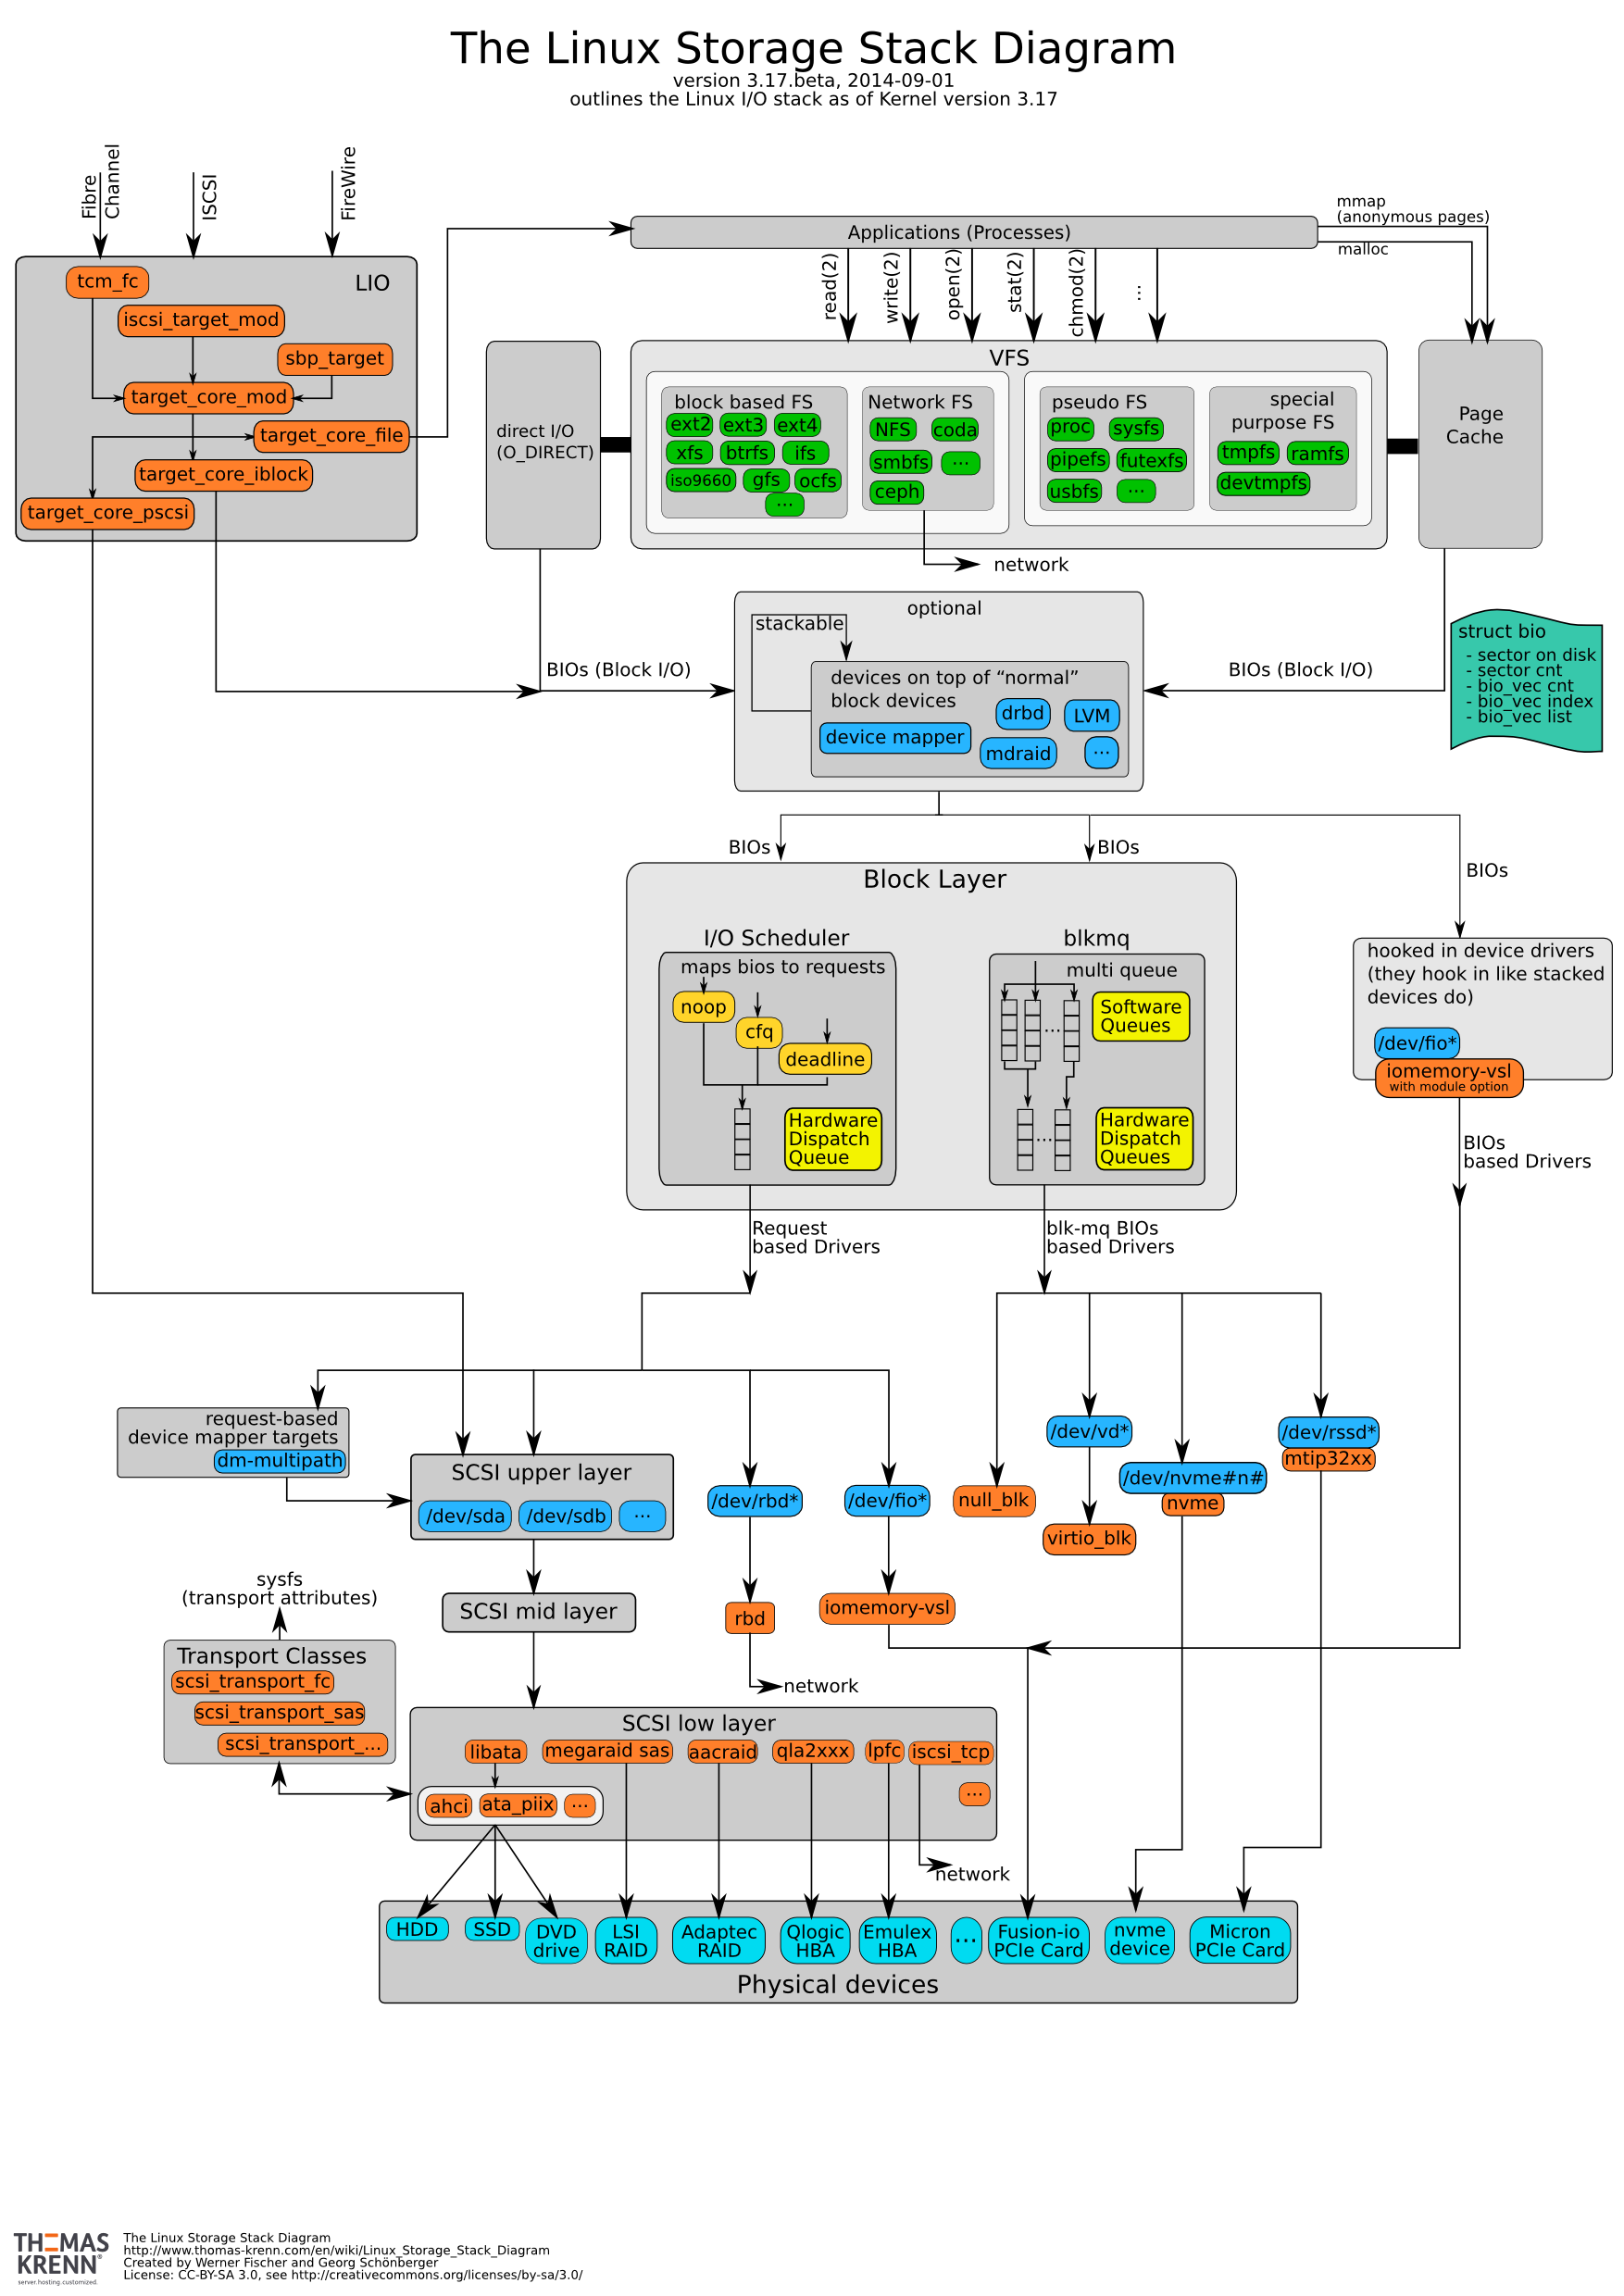 The Linux Storage Stack Diagram
version 3.17.beta, 2014-09-01
outlines the Linux I/O stack as of Kernel version 3.17
Fibre
Channel
ISCSI
FireWire
mmap
(anonymous pages)
malloc
Applications (Processes)
LIO
tcm_fc
iscsi_target_mod
sbp_target
target_core_mod
target_core_file
target_core_iblock
target_core_pscsi
read(2)
write(2)
open(2)
stat(2)
chmod(2)
...
VFS
direct I/O
(O_DIRECT)
block based FS
ext2 ext3 ext4
xfs btrfs ifs
iso9660 gfs ocfs
...
Network FS
NFS coda
smbfs ...
ceph
pseudo FS
proc sysfs
pipefs futexfs
usbfs ...
special
purpose FS
tmpfs ramfs
devtmpfs
Page
Cache
network
optional
stackable
devices on top of “normal”
block devices
drbd LVM
device mapper
mdraid ...
BIOs (Block I/O)
BIOs (Block I/O)
struct bio
- sector on disk
- sector cnt
- bio_vec cnt
- bio_vec index
- bio_vec list
BIOs
BIOs
BIOs
Block Layer
I/O Scheduler
maps bios to requests
noop
cfq
deadline
Hardware
Dispatch
Queue
blkmq
multi queue
Software
Queues
...
Hardware
Dispatch
Queues
...
hooked in device drivers
(they hook in like stacked
devices do)
/dev/fio*
iomemory-vsl
with module option
BIOs
based Drivers
Request
based Drivers
blk-mq BIOs
based Drivers
request-based
device mapper targets
dm-multipath
SCSI upper layer
/dev/sda /dev/sdb ...
/dev/rbd*
/dev/fio*
null_blk
/dev/vd*
virtio_blk
/dev/nvme#n#
nvme
/dev/rssd*
mtip32xx
sysfs
(transport attributes)
SCSI mid layer
rbd
iomemory-vsl
network
Transport Classes
scsi_transport_fc
scsi_transport_sas
scsi_transport_...
SCSI low layer
libata megaraid sas aacraid qla2xxx lpfc iscsi_tcp
...
ahci ata_piix ...
network
HDD
SSD
DVD
drive
LSI
RAID
Adaptec
RAID
Qlogic
HBA
Emulex
HBA
...
Fusion-io
PCIe Card
nvme
device
Micron
PCIe Card
Physical devices
THOMAS
KRENN®
server.hosting.customized.
The Linux Storage Stack Diagram
http://www.thomas-krenn.com/en/wiki/Linux_Storage_Stack_Diagram
Created by Werner Fischer and Georg Schönberger
License: CC-BY-SA 3.0, see http://creativecommons.org/licenses/by-sa/3.0/